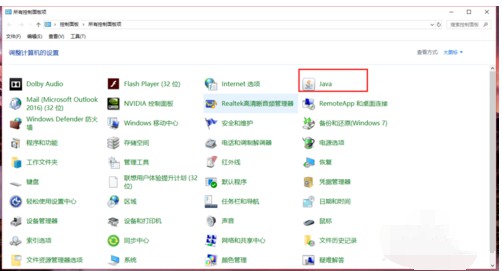 所有控制面板项
控制面板 > 所有控制面板项
搜索控制面板
文件(F) 编辑(E) 查看(V) 工具(T)
调整计算机的设置
查看方式: 大图标
Dolby Audio
Flash Player (32 位)
Internet 选项
Java
Mail (Microsoft Outlook 2016) (32 位)
NVIDIA 控制面板
Realtek高清晰音频管理器
RemoteApp 和桌面连接
Windows Defender 防火墙
Windows 移动中心
安全和维护
备份和还原(Windows 7)
程序和功能
存储空间
电话和调制解调器
电源选项
工作文件夹
管理工具
红外线
恢复
键盘
联想用户体验提升计划 (32 位)
默认程序
凭据管理器
轻松使用设置中心
区域
任务栏和导航
日期和时间
设备管理器
设备和打印机
声音
鼠标
索引选项
同步中心
网络和共享中心
文件历史记录
文件资源管理器选项
系统
颜色管理
疑难解答